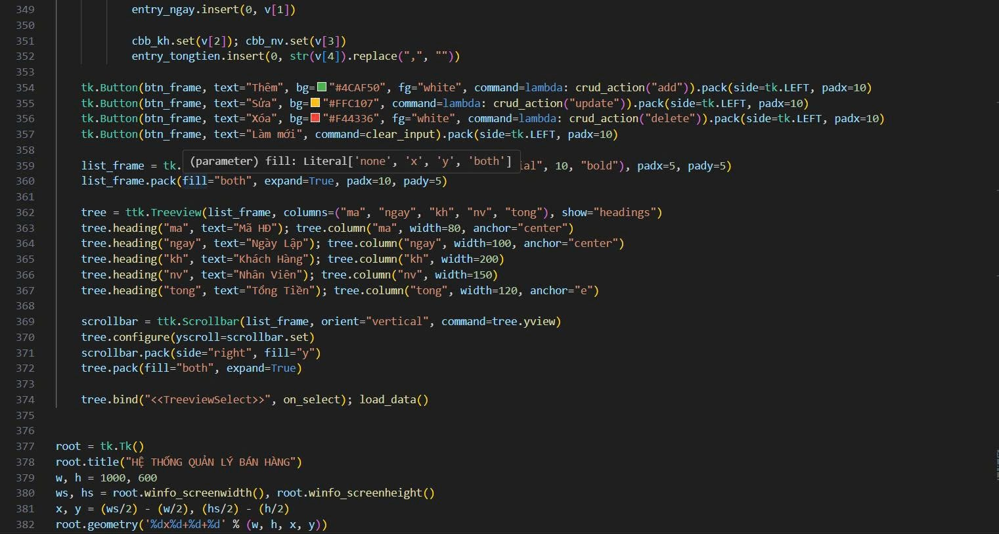 349 entry_ngay.insert(0, v[1])
350
351 cbb_kh.set(v[2]); cbb_nv.set(v[3])
352 entry_tongtien.insert(0, str(v[4]).replace(",", ""))
353
354 tk.Button(btn_frame, text="Thêm", bg="#4CAF50", fg="white", command=lambda: crud_action("add")).pack(side=tk.LEFT, padx=10)
355 tk.Button(btn_frame, text="Sửa", bg="#FFC107", command=lambda: crud_action("update")).pack(side=tk.LEFT, padx=10)
356 tk.Button(btn_frame, text="Xóa", bg="#F44336", fg="white", command=lambda: crud_action("delete")).pack(side=tk.LEFT, padx=10)
357 tk.Button(btn_frame, text="Làm mới", command=clear_input).pack(side=tk.LEFT, padx=10)
358
(parameter) fill: Literal['none', 'x', 'y', 'both']
359 list_frame = tk. ial", 10, "bold"), padx=5, pady=5)
360 list_frame.pack(fill="both", expand=True, padx=10, pady=5)
361
362 tree = ttk.Treeview(list_frame, columns=("ma", "ngay", "kh", "nv", "tong"), show="headings")
363 tree.heading("ma", text="Mã HĐ"); tree.column("ma", width=80, anchor="center")
364 tree.heading("ngay", text="Ngày Lập"); tree.column("ngay", width=100, anchor="center")
365 tree.heading("kh", text="Khách Hàng"); tree.column("kh", width=200)
366 tree.heading("nv", text="Nhân Viên"); tree.column("nv", width=150)
367 tree.heading("tong", text="Tổng Tiền"); tree.column("tong", width=120, anchor="e")
368
369 scrollbar = ttk.Scrollbar(list_frame, orient="vertical", command=tree.yview)
370 tree.configure(yscroll=scrollbar.set)
371 scrollbar.pack(side="right", fill="y")
372 tree.pack(fill="both", expand=True)
373
374 tree.bind("<<TreeviewSelect>>", on_select); load_data()
375
376
377 root = tk.Tk()
378 root.title("HỆ THỐNG QUẢN LÝ BÁN HÀNG")
379 w, h = 1000, 600
380 ws, hs = root.winfo_screenwidth(), root.winfo_screenheight()
381 x, y = (ws/2) - (w/2), (hs/2) - (h/2)
382 root.geometry('%dx%d+%d+%d' % (w, h, x, y))